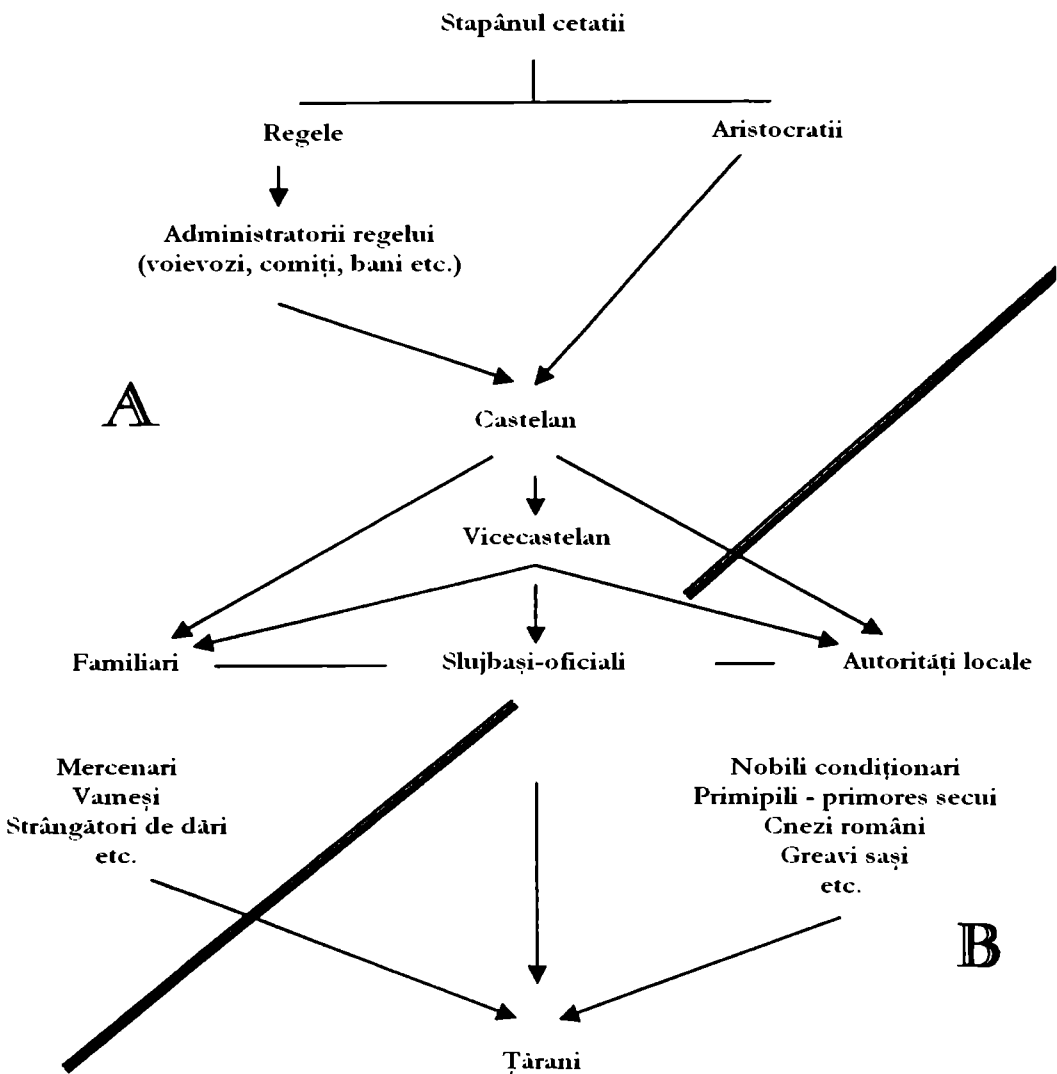 Stapânul cetatii
Regele
Aristocratii
Administratorii regelui
(voievozi, comiți, bani etc.)
A
Castelan
Vicecastelan
Familiari
Slujbași-oficiali
Autorități locale
Mercenari
Vameși
Strângători de dări
etc.
Nobili condiționari
Primipili - primores secui
Cnezi români
Greavi sași
etc.
B
Țărani